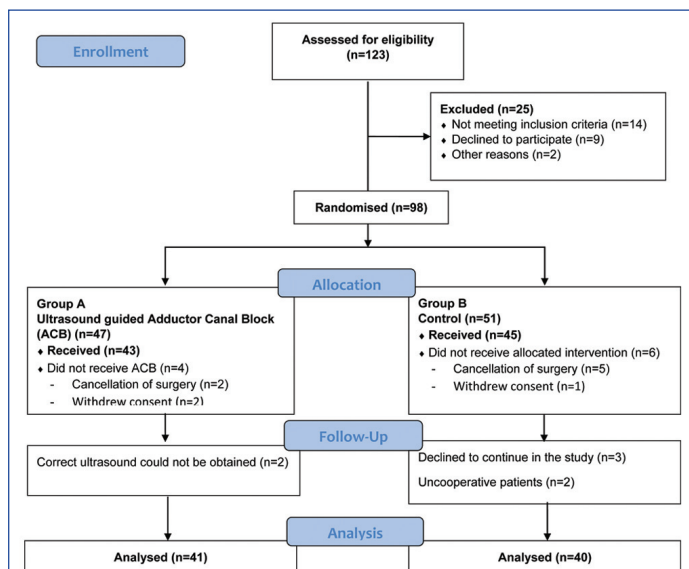 Enrollment
Assessed for eligibility
(n=123)
Excluded (n=25)
♦ Not meeting inclusion criteria (n=14)
♦ Declined to participate (n=9)
♦ Other reasons (n=2)
Randomised (n=98)
Allocation
Group A
Ultrasound guided Adductor Canal Block
(ACB) (n=47)
♦ Received (n=43)
♦ Did not receive ACB (n=4)
- Cancellation of surgery (n=2)
- Withdrew consent (n=2)
Group B
Control (n=51)
♦ Received (n=45)
♦ Did not receive allocated intervention (n=6)
- Cancellation of surgery (n=5)
- Withdrew consent (n=1)
Follow-Up
Correct ultrasound could not be obtained (n=2)
Declined to continue in the study (n=3)
Uncooperative patients (n=2)
Analysis
Analysed (n=41)
Analysed (n=40)